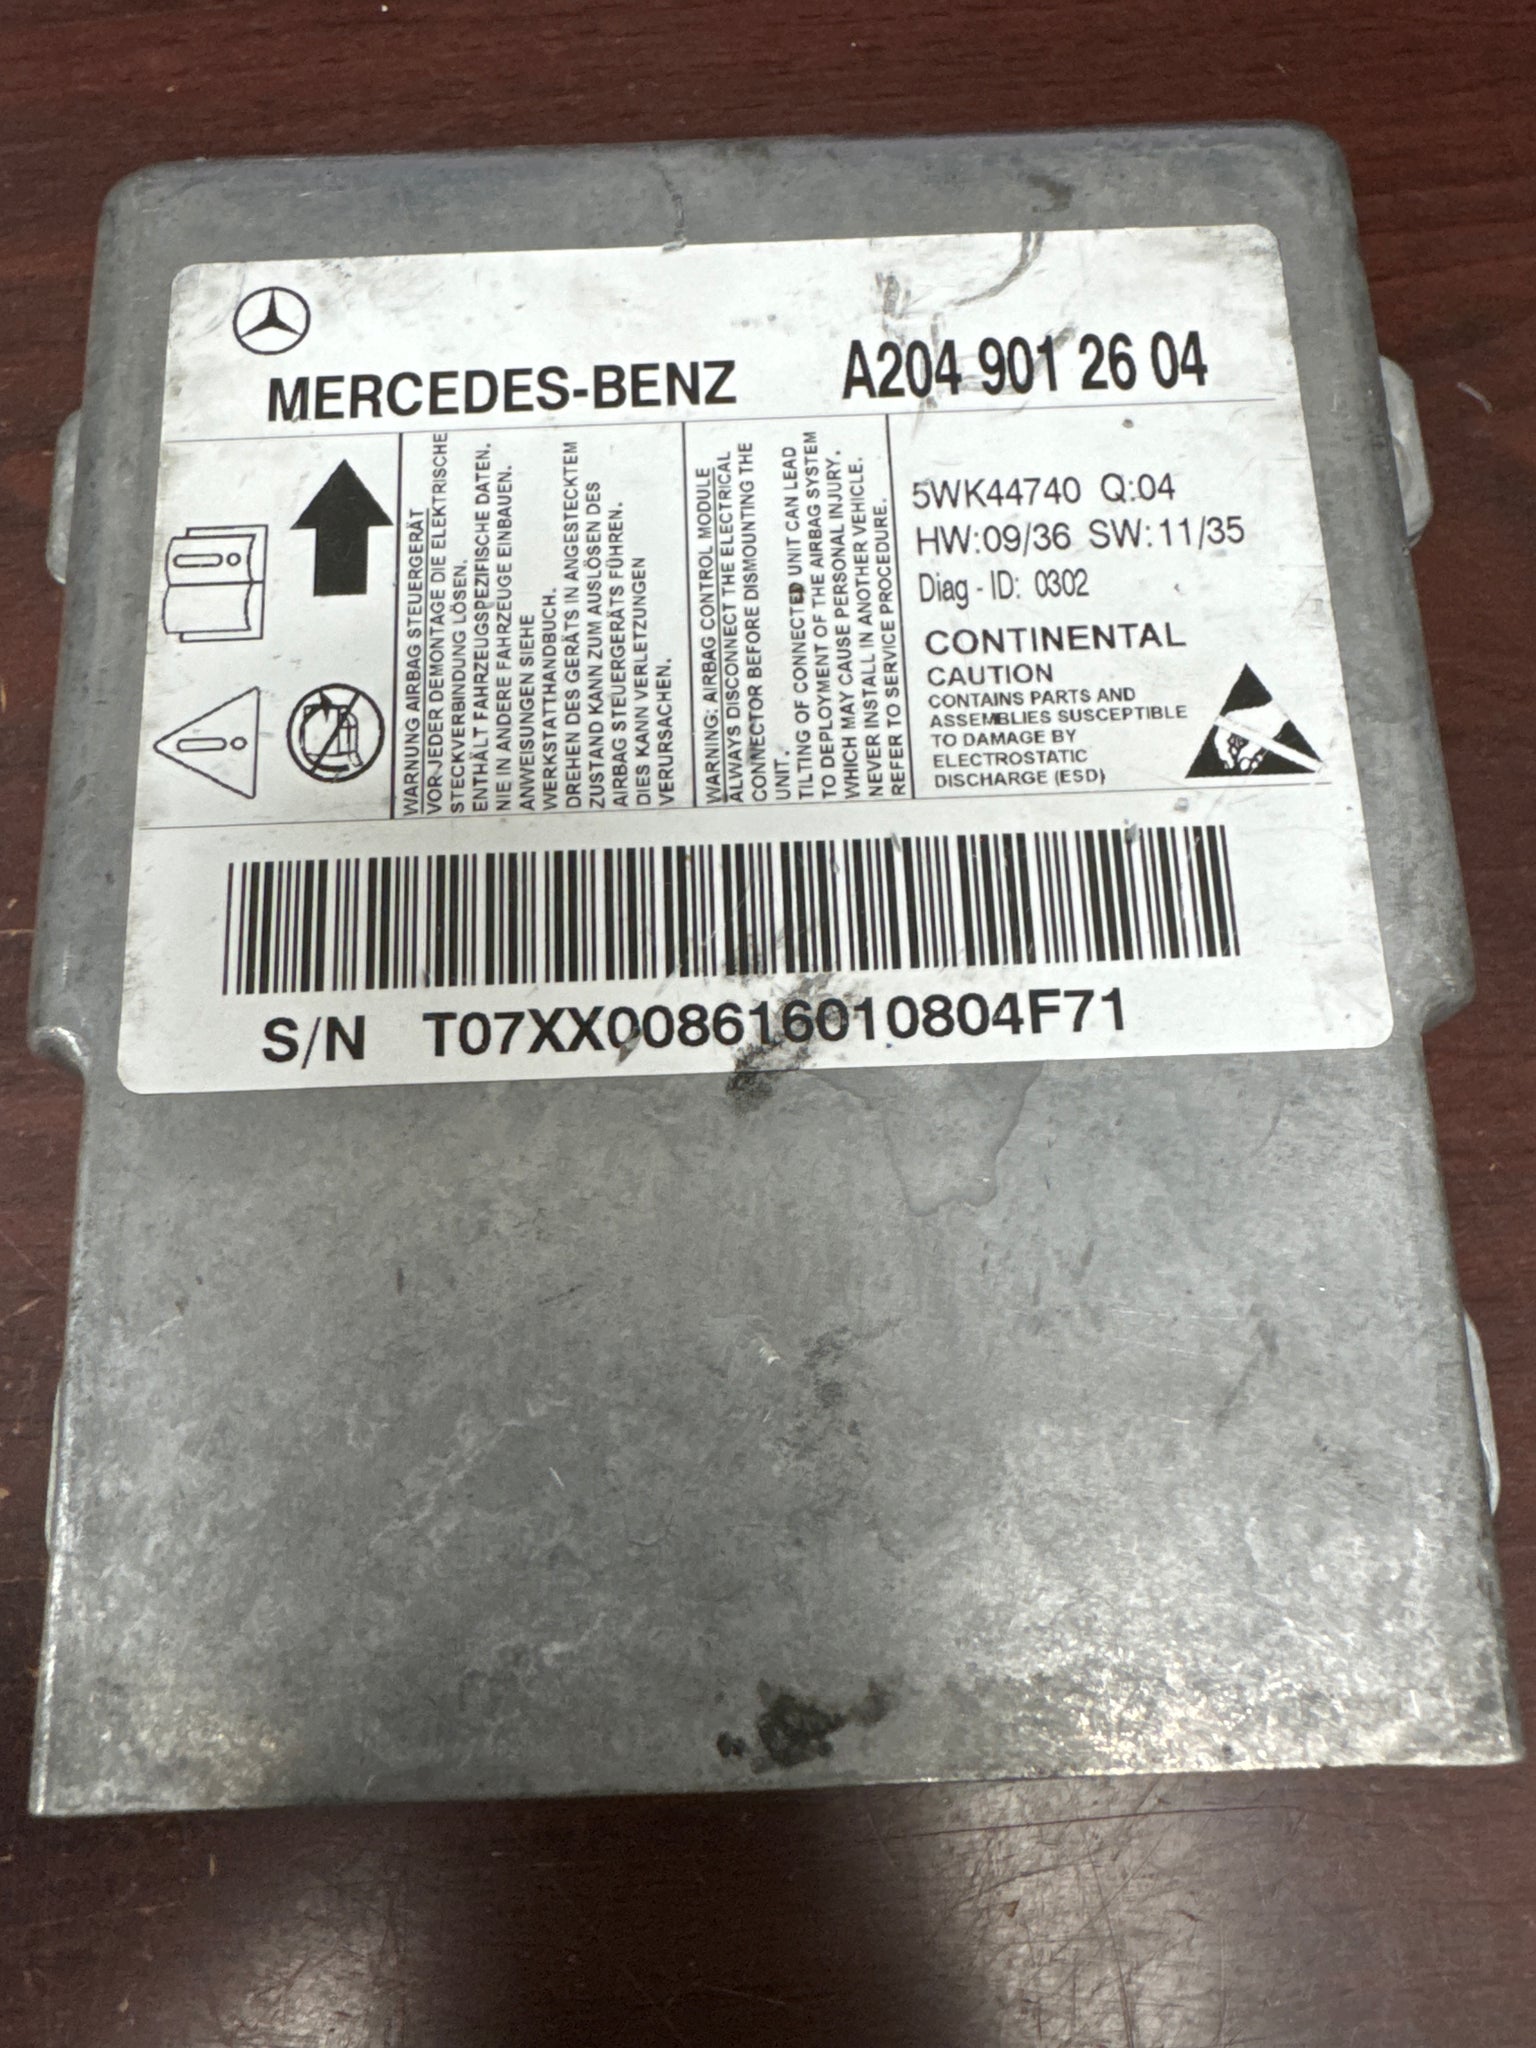 MERCEDES-BENZ A204 901 26 04
WARNUNG AIRBAG STEUERGERÄT
VOR JEDER DEMONTAGE DIE ELEKTRISCHE
STECKVERBINDUNG LÖSEN.
ENTHÄLT FAHRZEUGSPEZIFISCHE DATEN.
NIE IN ANDERE FAHRZEUGE EINBAUEN.
ANWEISUNGEN SIEHE
WERKSTATTHANDBUCH.
DREHEN DES GERÄTS IN ANGESTECKTEM
ZUSTAND KANN ZUM AUSLÖSEN DES
AIRBAG STEUERGERÄTS FÜHREN.
DIES KANN VERLETZUNGEN
VERURSACHEN.
WARNING: AIRBAG CONTROL MODULE
ALWAYS DISCONNECT THE ELECTRICAL
CONNECTOR BEFORE DISMOUNTING THE
UNIT.
TILTING OF CONNECTED UNIT CAN LEAD
TO DEPLOYMENT OF THE AIRBAG SYSTEM
WHICH MAY CAUSE PERSONAL INJURY.
NEVER INSTALL IN ANOTHER VEHICLE.
REFER TO SERVICE PROCEDURE.
5WK44740 Q:04
HW:09/36 SW:11/35
Diag - ID: 0302
CONTINENTAL
CAUTION
CONTAINS PARTS AND
ASSEMBLIES SUSCEPTIBLE
TO DAMAGE BY
ELECTROSTATIC
DISCHARGE (ESD)
S/N T07XX008616010804F71